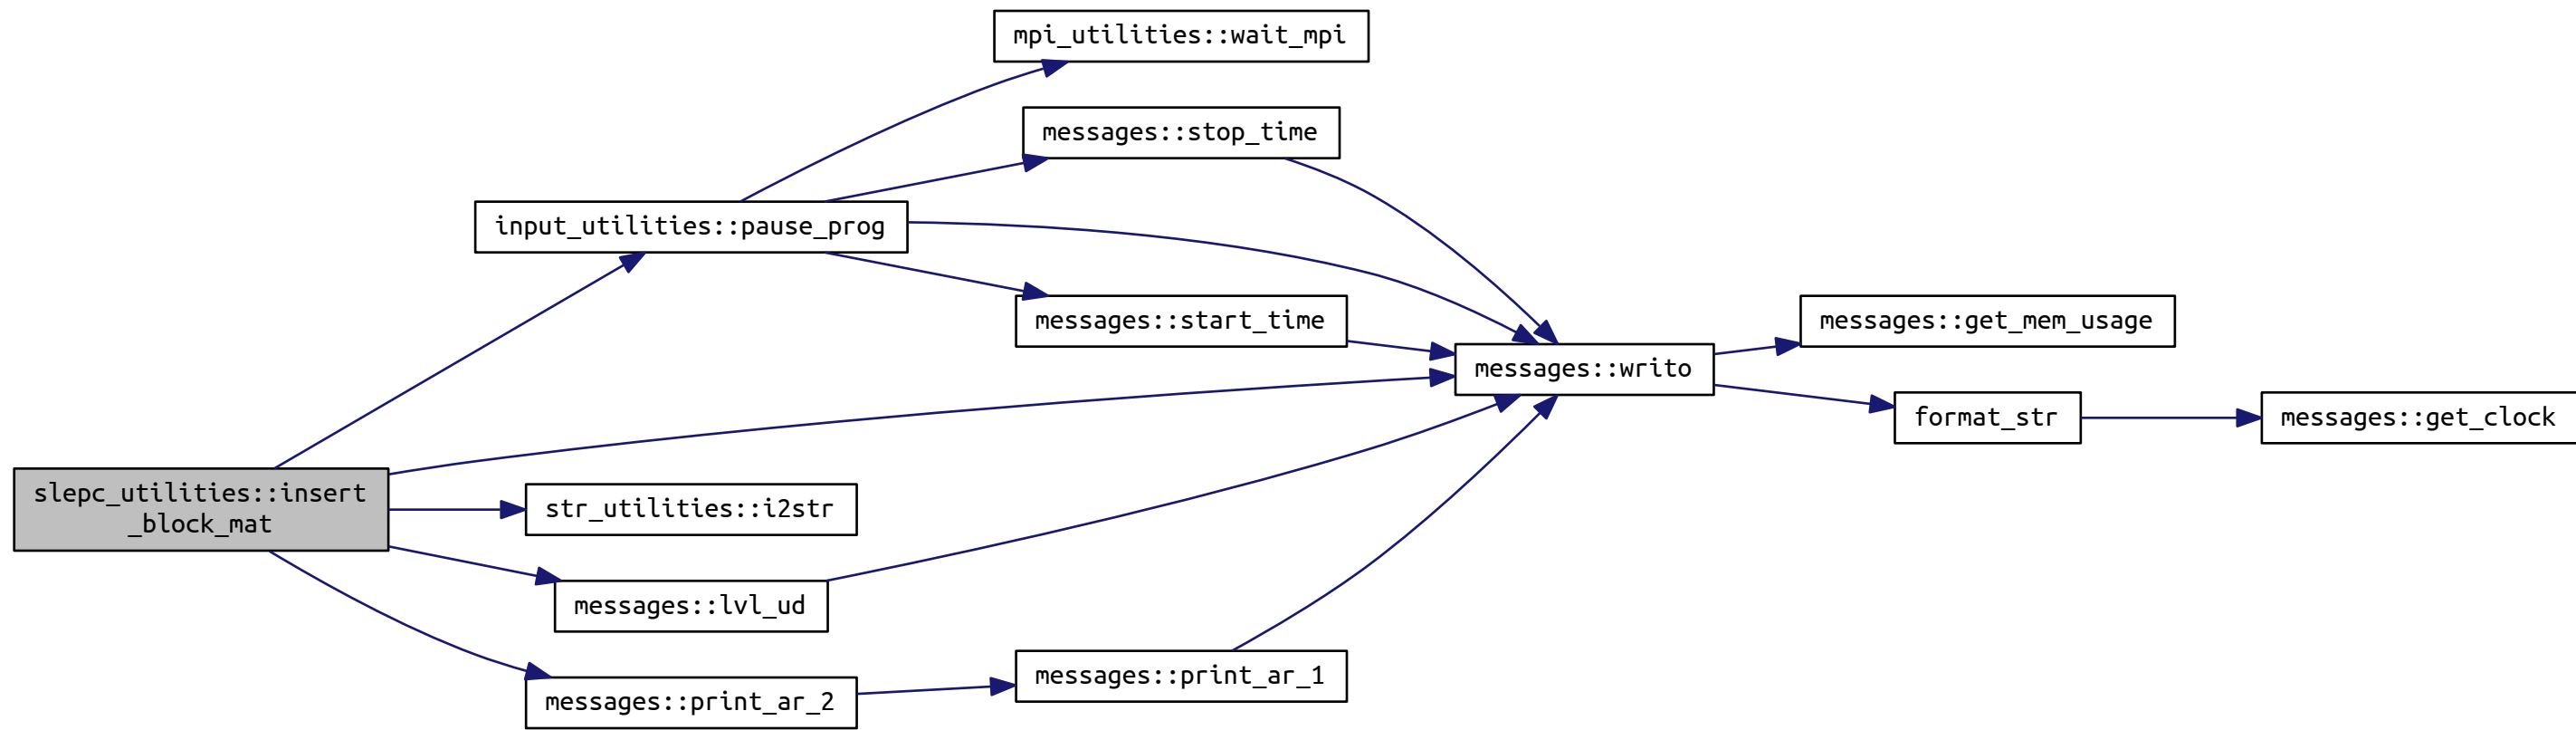 mpi_utilities::wait_mpi
messages::stop_time
input_utilities::pause_prog
messages::start_time
messages::get_mem_usage
messages::writo
format_str
messages::get_clock
slepc_utilities::insert
_block_mat
str_utilities::i2str
messages::lvl_ud
messages::print_ar_1
messages::print_ar_2